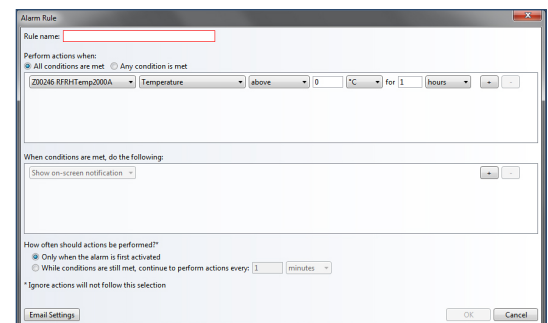 Alarm Rule
Rule name:
Perform actions when:
All conditions are met Any condition is met
Z00246 RFRHTemp2000A Temperature above 0 °C for 1 hours + -
When conditions are met, do the following:
Show on-screen notification + -
How often should actions be performed?*
Only when the alarm is first activated
While conditions are still met, continue to perform actions every: 1 minutes
* Ignore actions will not follow this selection
Email Settings OK Cancel